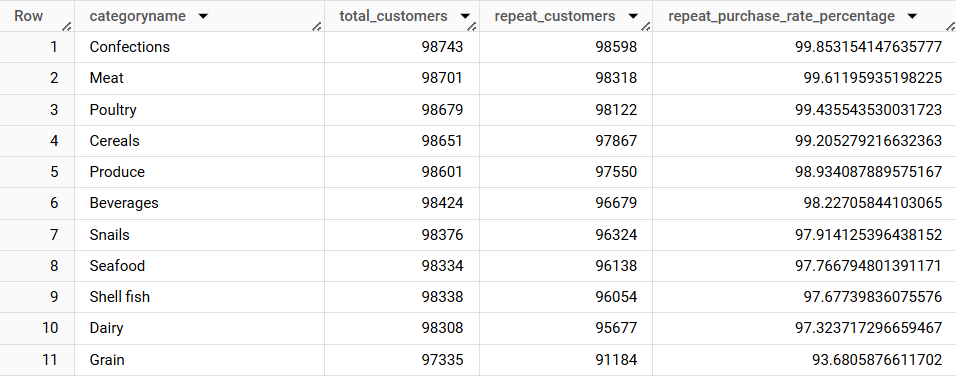 Row categoryname total_customers repeat_customers repeat_purchase_rate_percentage
1 Confections 98743 98598 99.853154147635777
2 Meat 98701 98318 99.61195935198225
3 Poultry 98679 98122 99.435543530031723
4 Cereals 98651 97867 99.205279216632363
5 Produce 98601 97550 98.934087889575167
6 Beverages 98424 96679 98.22705844103065
7 Snails 98376 96324 97.914125396438152
8 Seafood 98334 96138 97.766794801391171
9 Shell fish 98338 96054 97.67739836075576
10 Dairy 98308 95677 97.323717296659467
11 Grain 97335 91184 93.6805876611702